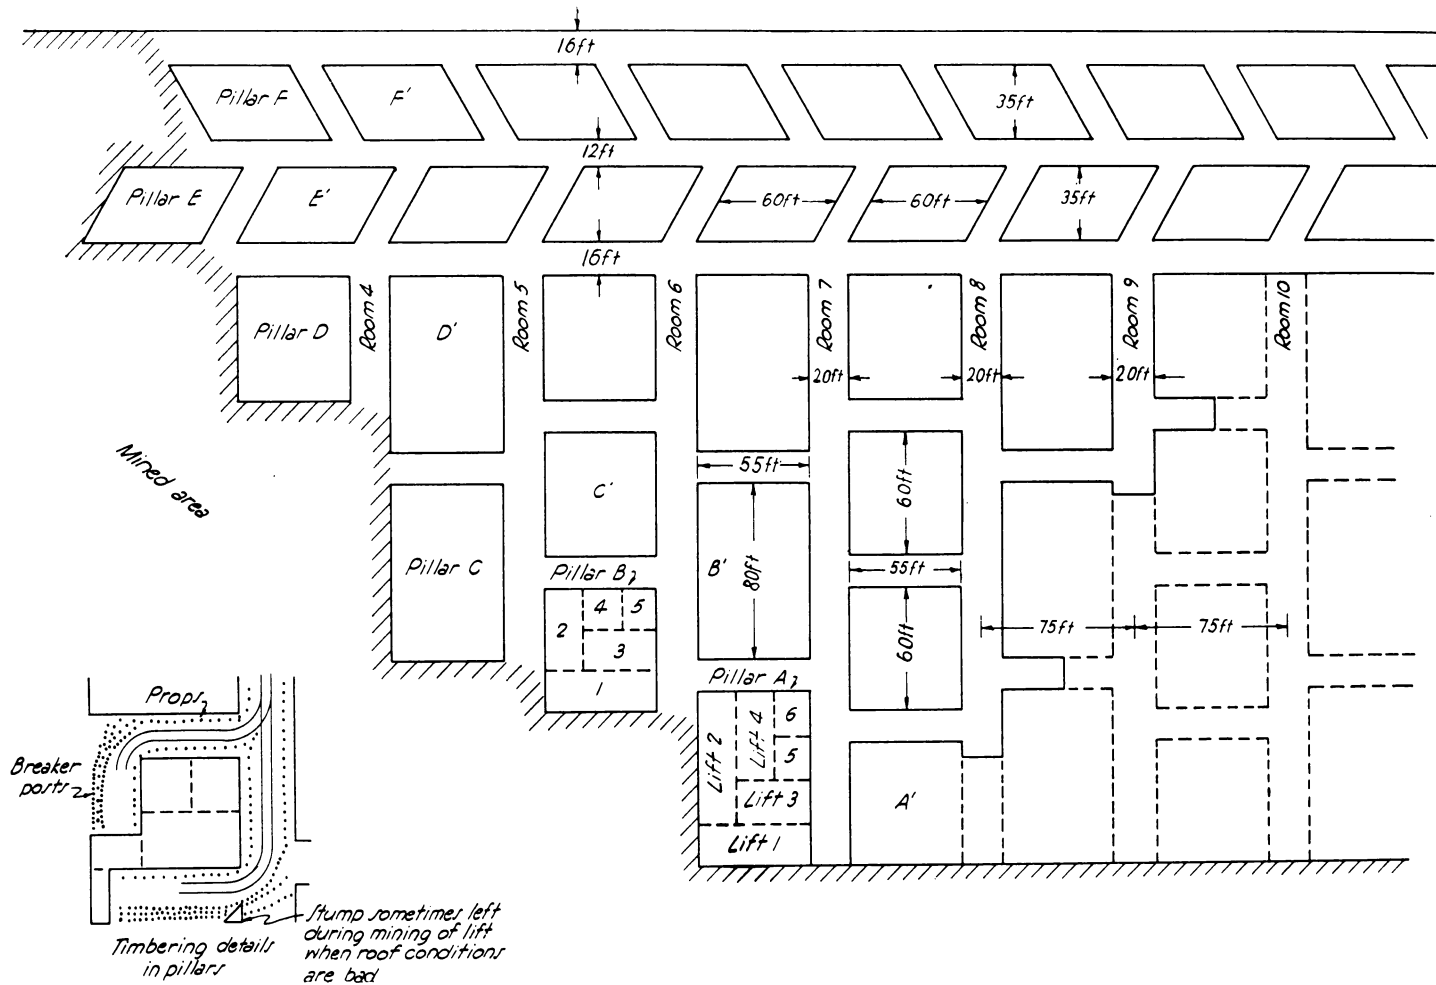 16ft
Pillar F
F'
35ft
12ft
Pillar E
E'
60ft
60ft
35ft
16ft
Pillar D
Room 4
D'
Room 5
Room 6
Room 7
Room 8
Room 9
Room 10
20ft
20ft
20ft
Mined area
55ft
C'
60ft
Pillar C
Pillar B
B'
80ft
55ft
4
5
2
3
1
60ft
75ft
75ft
Pillar A
Lift 2
Lift 4
6
5
Lift 3
Lift 1
A'
Props
Breaker
posts
Timbering details
in pillars
Stump sometimes left
during mining of lift
when roof conditions
are bad